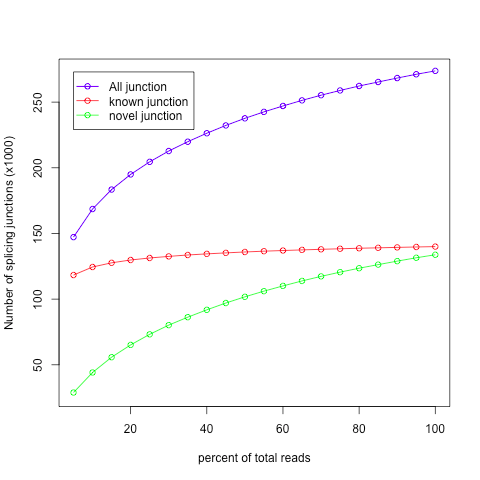 All junction
known junction
novel junction
Number of splicing junctions (x1000)
250
200
150
100
50
20 40 60 80 100
percent of total reads